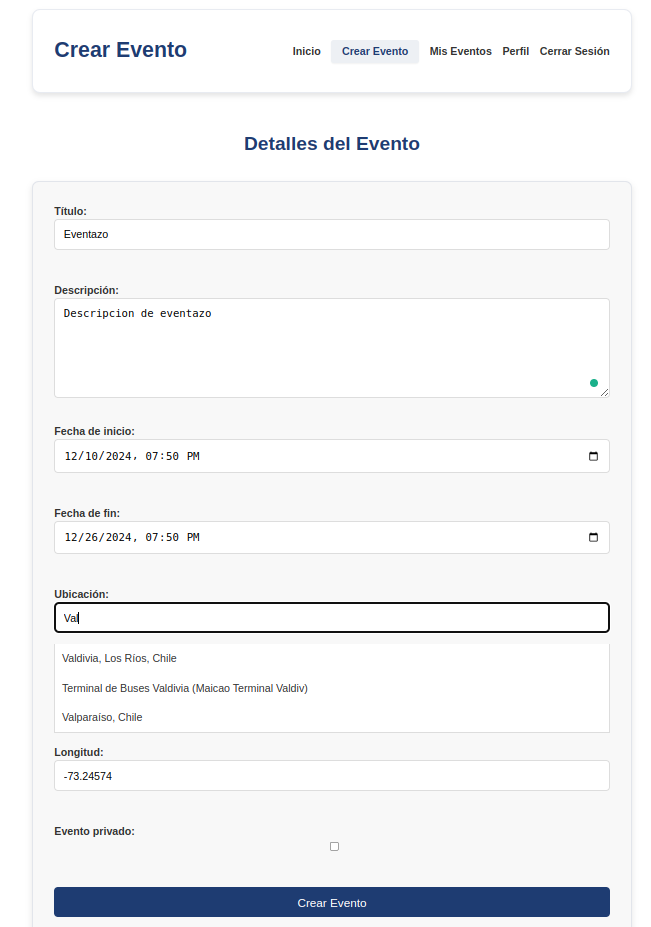 Crear Evento
Inicio Crear Evento Mis Eventos Perfil Cerrar Sesión
Detalles del Evento
Título:
Eventazo
Descripción:
Descripcion de eventazo
Fecha de inicio:
12/10/2024, 07:50 PM
Fecha de fin:
12/26/2024, 07:50 PM
Ubicación:
Val
Valdivia, Los Ríos, Chile
Terminal de Buses Valdivia (Maicao Terminal Valdiv)
Valparaíso, Chile
Longitud:
-73.24574
Evento privado:
Crear Evento